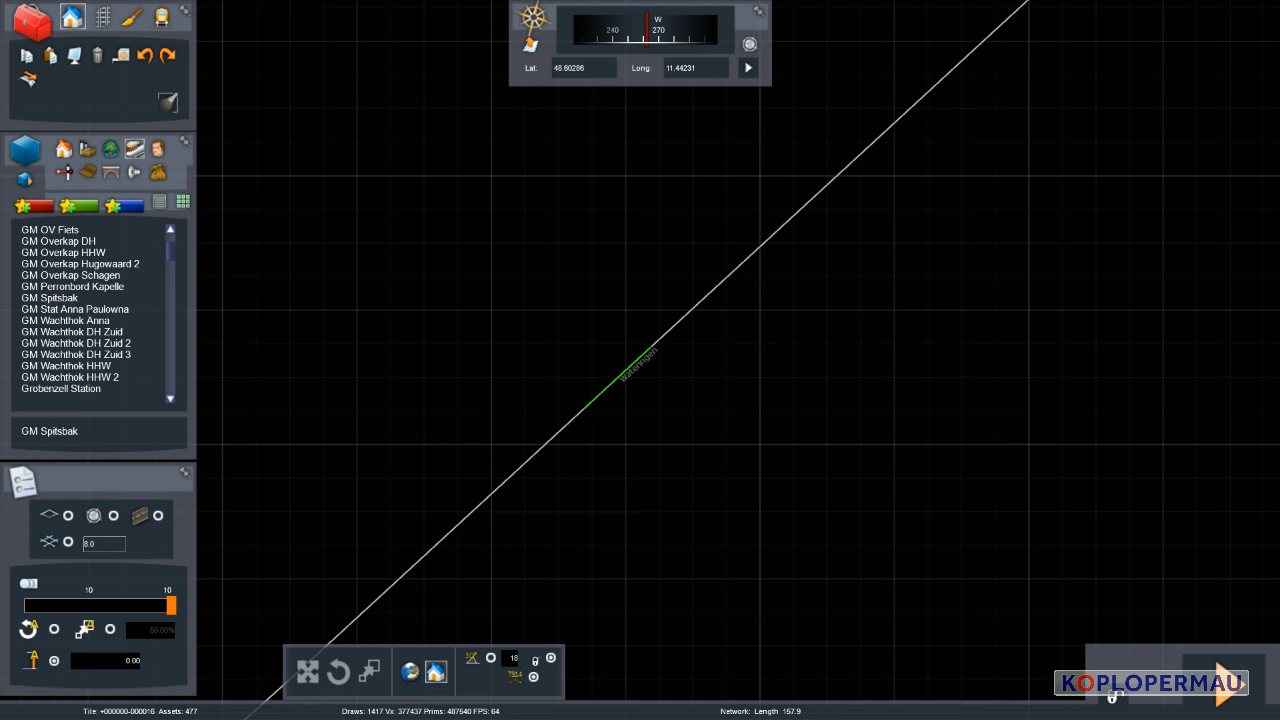 240
W
270
Lat:
48.60286
Long:
11.44231
GM OV Fiets
GM Overkap DH
GM Overkap HHW
GM Overkap Hugowaard 2
GM Overkap Schagen
GM Perronbord Kapelle
GM Spitsbak
GM Stat Anna Paulowna
GM Wachthok Anna
GM Wachthok DH Zuid
GM Wachthok DH Zuid 2
GM Wachthok DH Zuid 3
GM Wachthok HHW
GM Wachthok HHW 2
Grobenzell Station
GM Spitsbak
Wateringen
8.0
10
10
50.00%
0.00
18
TS14
KOPLOPERMAU
Tile: +000000-000016 Assets: 477
Draws: 1417 Vx: 377437 Prims: 487540 FPS: 64
Network: Length 157.9